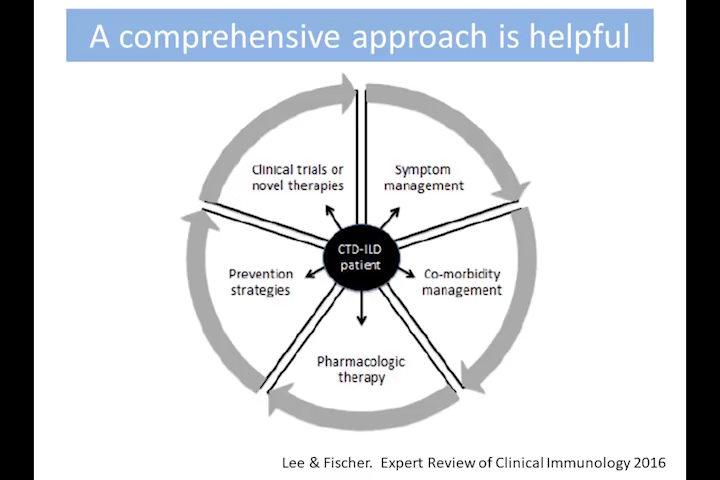 A comprehensive approach is helpful
Clinical trials or
novel therapies
Symptom
management
CTD-ILD
patient
Prevention
strategies
Co-morbidity
management
Pharmacologic
therapy
Lee & Fischer. Expert Review of Clinical Immunology 2016